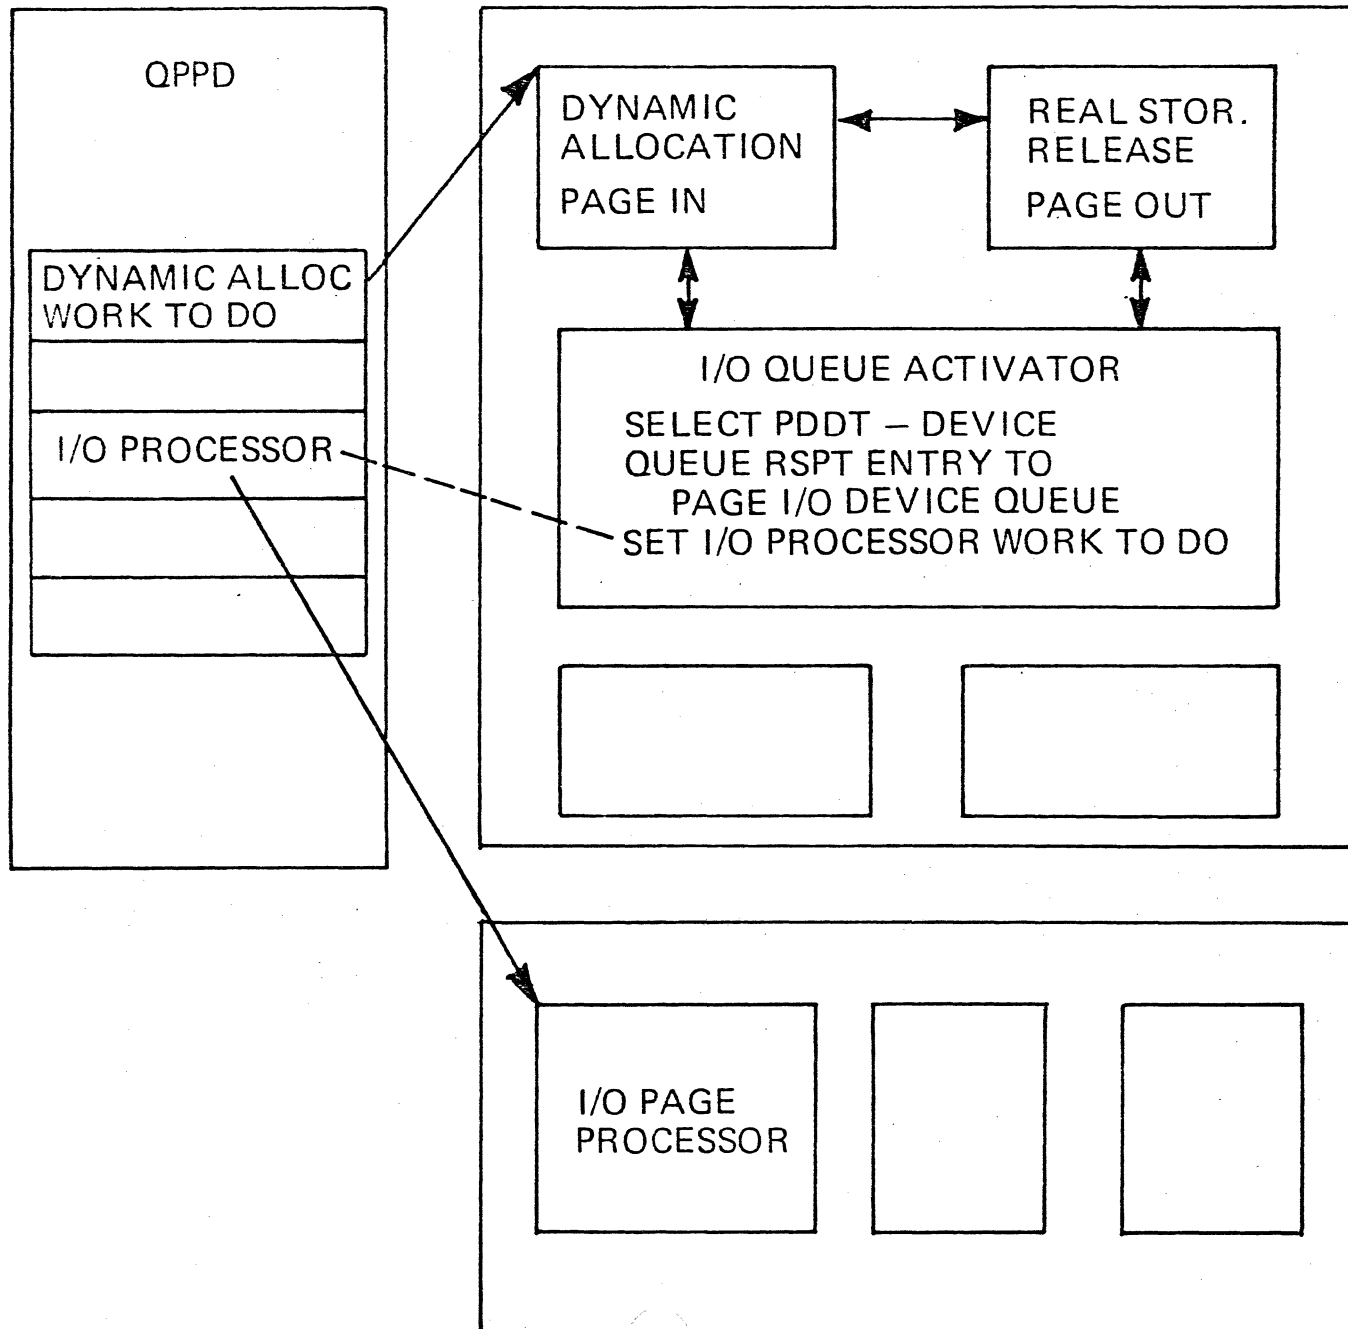 QPPD
DYNAMIC ALLOC
WORK TO DO
I/O PROCESSOR
DYNAMIC
ALLOCATION
PAGE IN
REAL STOR.
RELEASE
PAGE OUT
I/O QUEUE ACTIVATOR
SELECT PDDT – DEVICE
QUEUE RSPT ENTRY TO
PAGE I/O DEVICE QUEUE
SET I/O PROCESSOR WORK TO DO
I/O PAGE
PROCESSOR